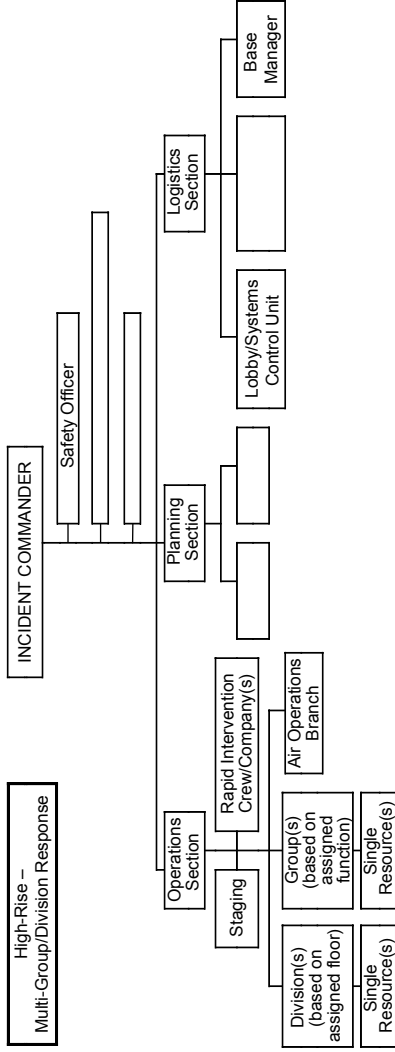 High-Rise –
Multi-Group/Division Response
INCIDENT COMMANDER
Safety Officer
Operations
Section
Planning
Section
Logistics
Section
Staging
Rapid Intervention
Crew/Company(s)
Division(s)
(based on
assigned floor)
Group(s)
(based on
assigned
function)
Air Operations
Branch
Lobby/Systems
Control Unit
Base
Manager
Single
Resource(s)
Single
Resource(s)